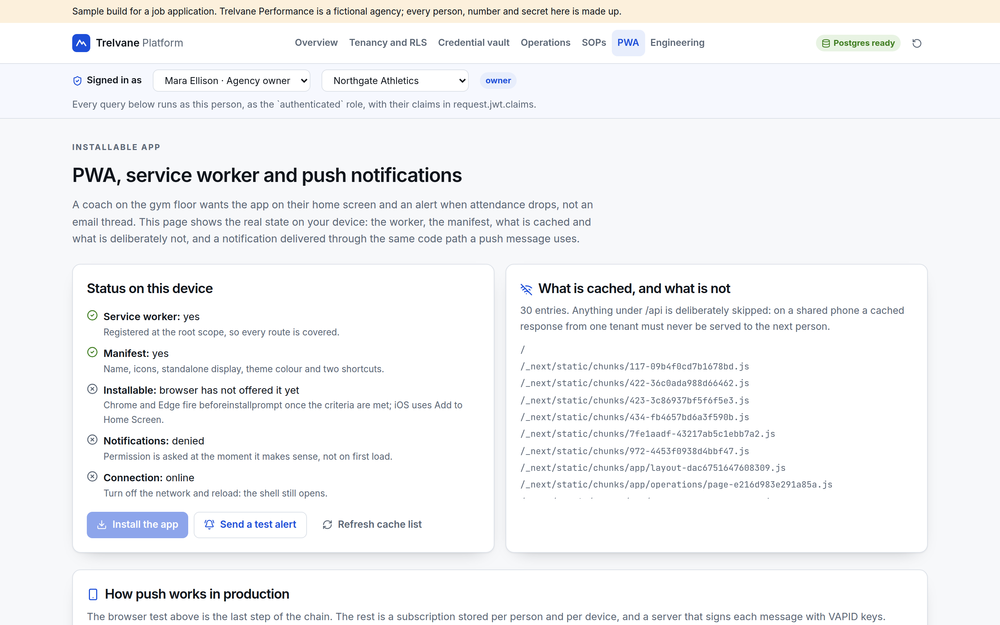 Sample build for a job application. Trelvane Performance is a fictional agency; every person, number and secret here is made up.
Trelvane Platform
Overview
Tenancy and RLS
Credential vault
Operations
SOPs
PWA
Engineering
Postgres ready
Signed in as
Mara Ellison · Agency owner
Northgate Athletics
owner
Every query below runs as this person, as the `authenticated` role, with their claims in request.jwt.claims.
INSTALLABLE APP
PWA, service worker and push notifications
A coach on the gym floor wants the app on their home screen and an alert when attendance drops, not an
email thread. This page shows the real state on your device: the worker, the manifest, what is cached and
what is deliberately not, and a notification delivered through the same code path a push message uses.
Status on this device
Service worker: yes
Registered at the root scope, so every route is covered.
Manifest: yes
Name, icons, standalone display, theme colour and two shortcuts.
Installable: browser has not offered it yet
Chrome and Edge fire beforeinstallprompt once the criteria are met; iOS uses Add to
Home Screen.
Notifications: denied
Permission is asked at the moment it makes sense, not on first load.
Connection: online
Turn off the network and reload: the shell still opens.
Install the app
Send a test alert
Refresh cache list
What is cached, and what is not
30 entries. Anything under /api is deliberately skipped: on a shared phone a cached
response from one tenant must never be served to the next person.
/
/_next/static/chunks/117-09b4f0cd7b1678bd.js
/_next/static/chunks/422-36c0ada988d66462.js
/_next/static/chunks/423-3c86937bf5f6f5e3.js
/_next/static/chunks/434-fb4657bd6a3f590b.js
/_next/static/chunks/7fe1aadf-43217ab5c1ebb7a2.js
/_next/static/chunks/972-4453f0938d4bbf47.js
/_next/static/chunks/app/layout-dac6751647608309.js
/_next/static/chunks/app/operations/page-e216d983e291a85a.js
How push works in production
The browser test above is the last step of the chain. The rest is a subscription stored per person and per device, and a server that signs each message with VAPID keys.